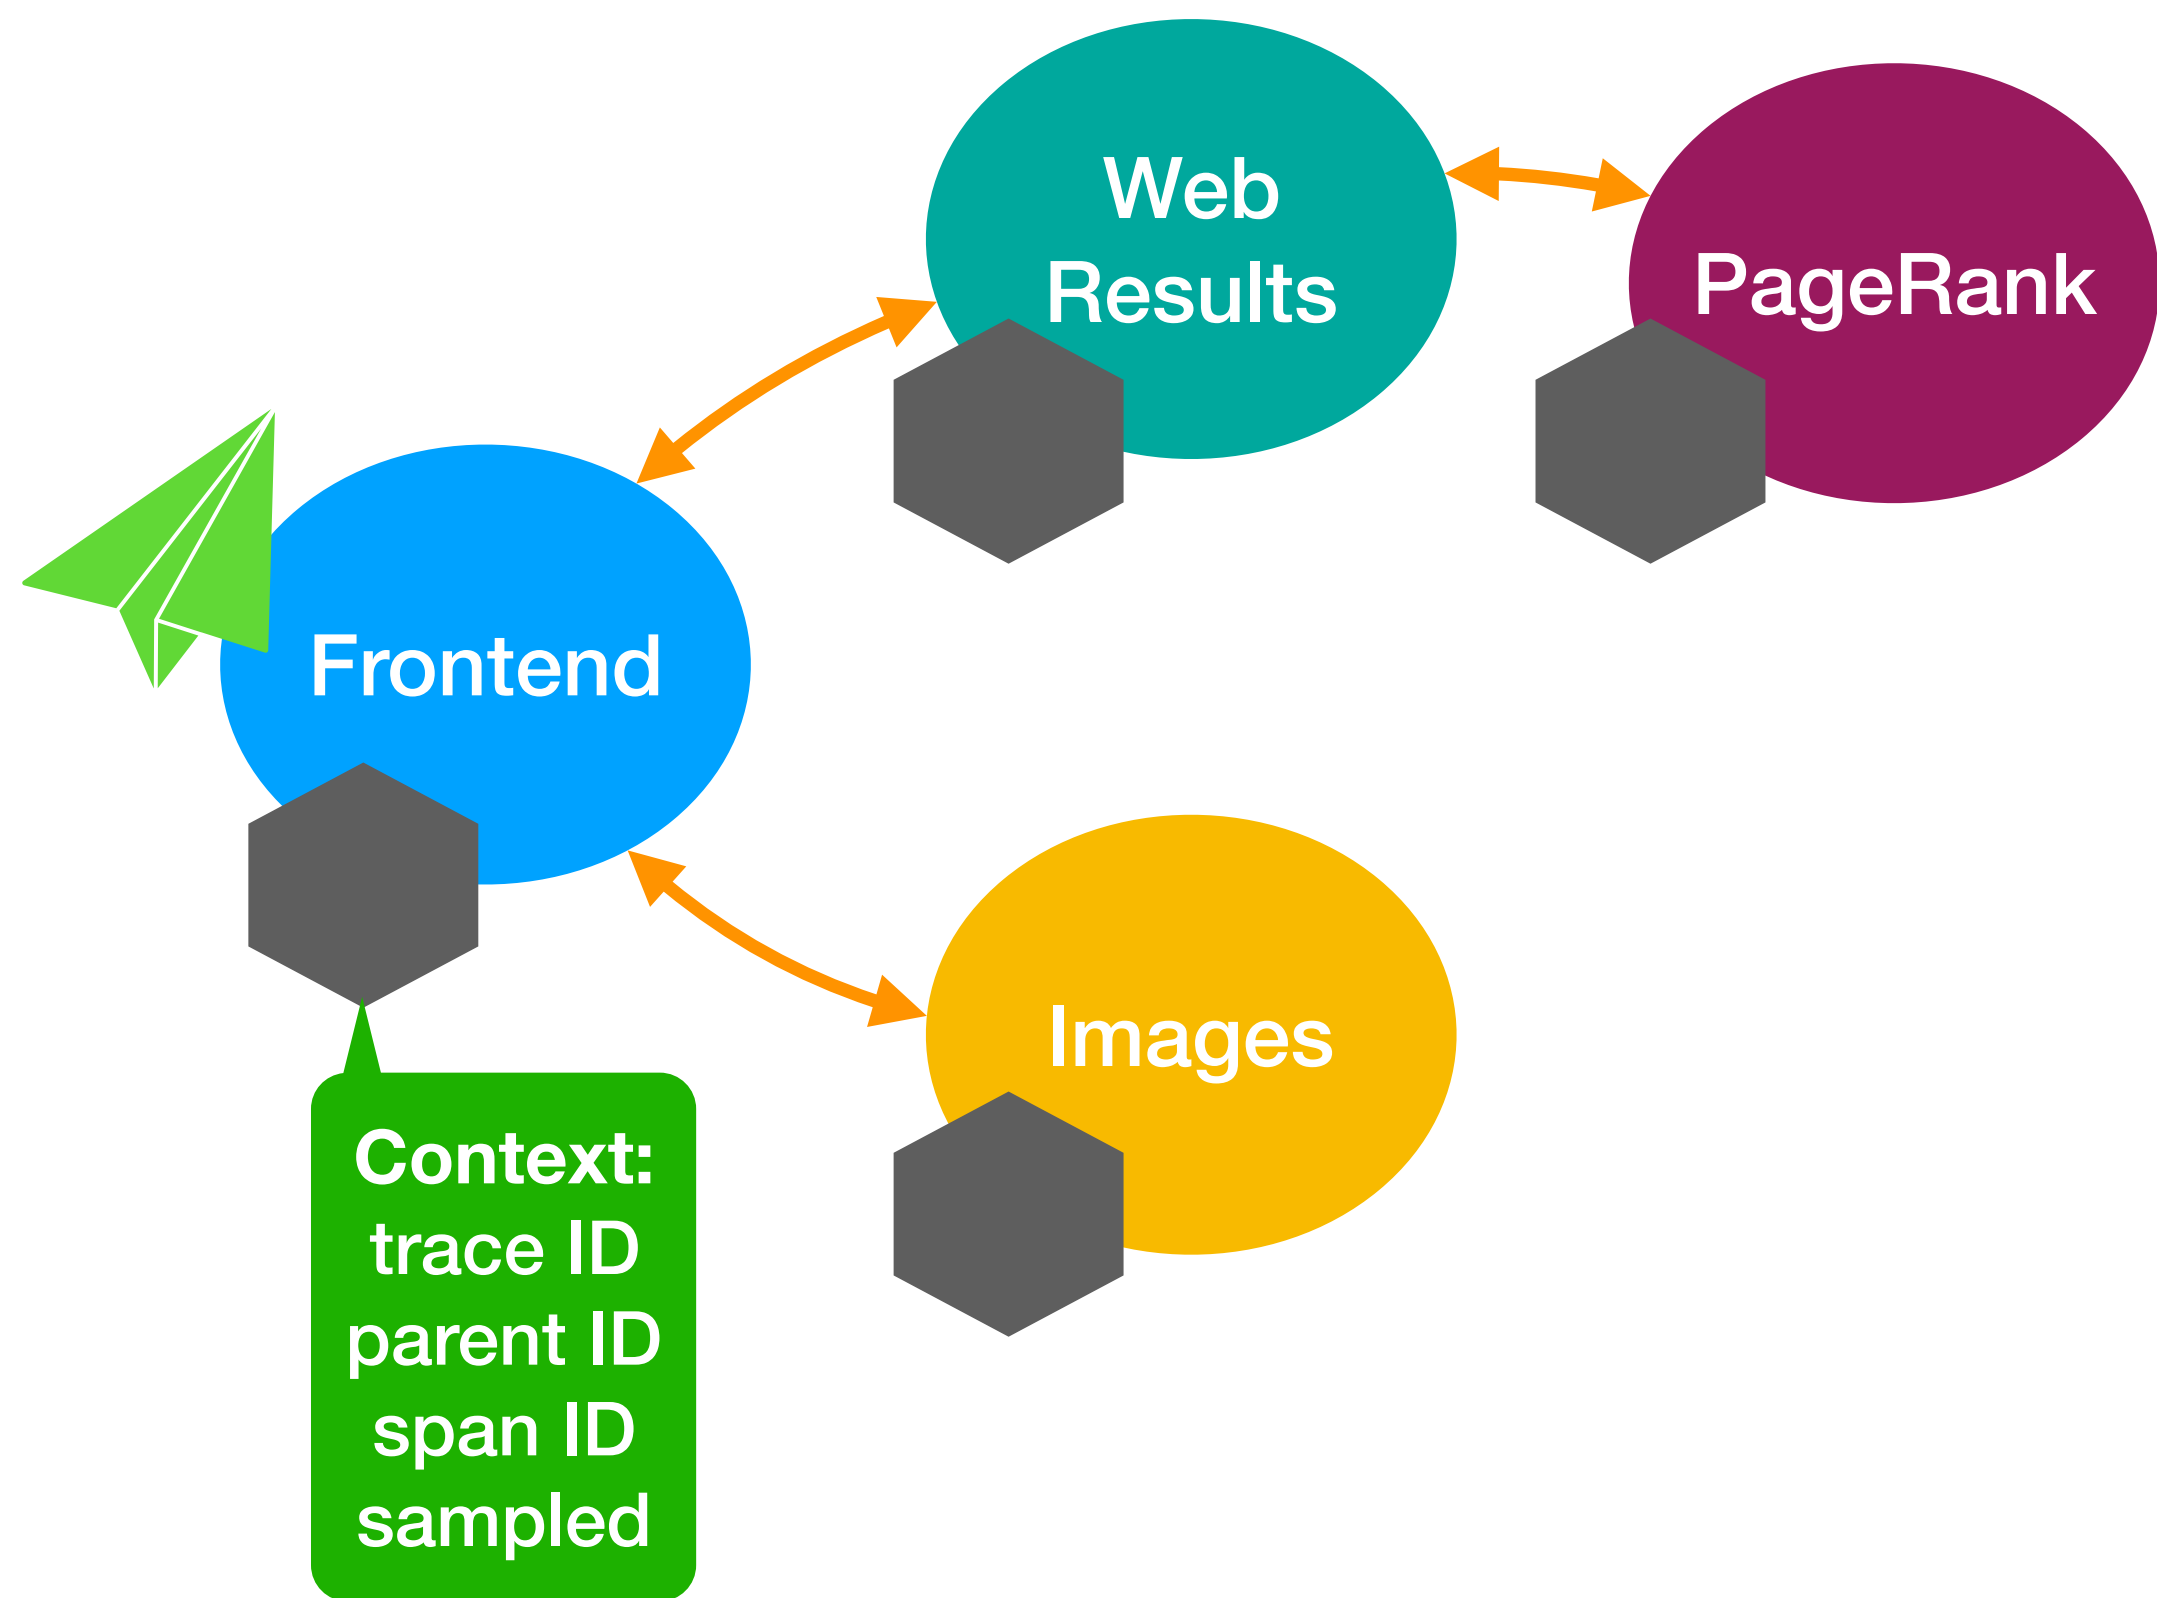 Web
Results
PageRank
Frontend
Images
Context:
trace ID
parent ID
span ID
sampled